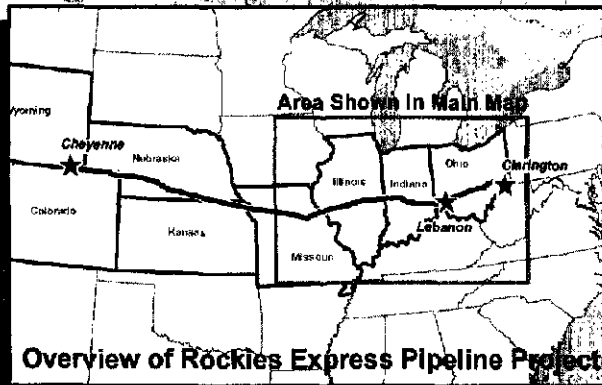 Area Shown In Main Map
Wyoming
Cheyenne
Nebraska
Ohio
Clarington
Illinois
Indiana
Colorado
Lebanon
Kansas
Missouri
Overview of Rockies Express Pipeline Project